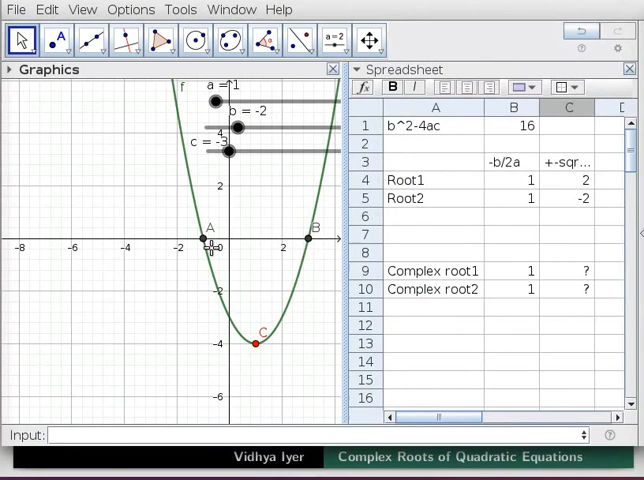 File Edit View Options Tools Window Help
A a=2
Graphics Spreadsheet
fx B I
f a = 1
b = -2
c = -3
A B C
1 b^2-4ac 16
2
3 -b/2a +-sqr...
4 Root1 1 2
5 Root2 1 -2
6
7
8
9 Complex root1 1 ?
10 Complex root2 1 ?
11
12
13
14
15
16
4
2
A B
-8 -6 -4 -2 0 2
-2
C
-4
-6
Input:
Vidhya Iyer Complex Roots of Quadratic Equations